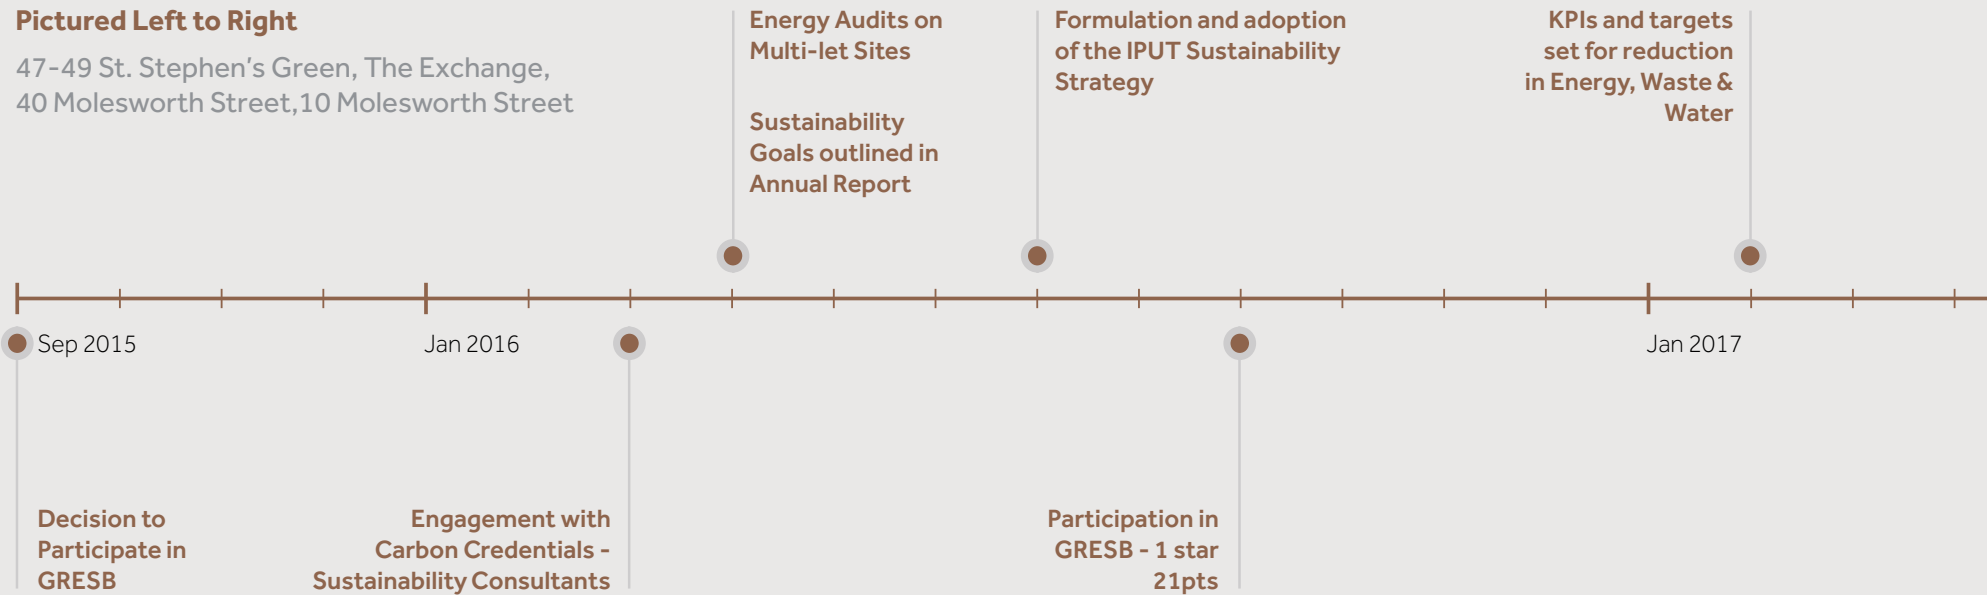 Pictured Left to Right
47-49 St. Stephen's Green, The Exchange,
40 Molesworth Street,10 Molesworth Street
Energy Audits on
Multi-let Sites
Sustainability
Goals outlined in
Annual Report
Formulation and adoption
of the IPUT Sustainability
Strategy
KPIs and targets
set for reduction
in Energy, Waste &
Water
Sep 2015
Jan 2016
Jan 2017
Decision to
Participate in
GRESB
Engagement with
Carbon Credentials -
Sustainability Consultants
Participation in
GRESB - 1 star
21pts